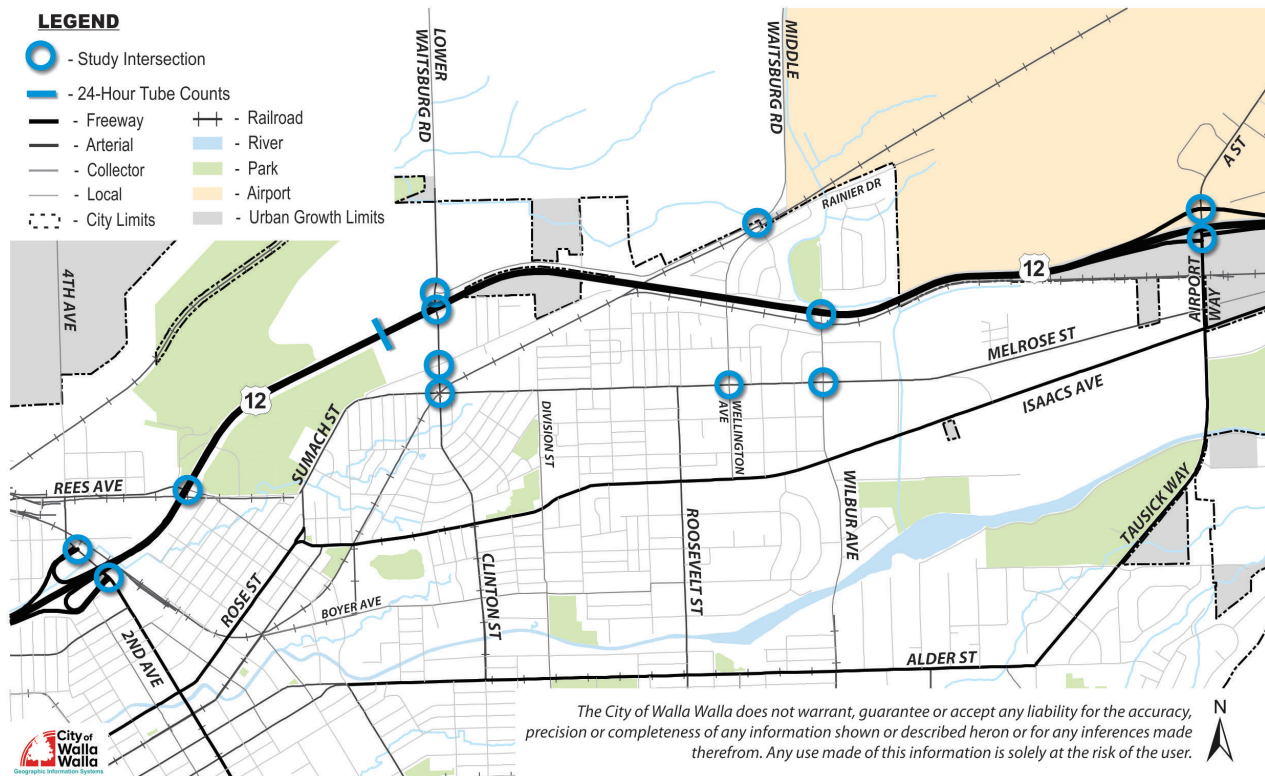 LEGEND
- Study Intersection
- 24-Hour Tube Counts
- Freeway
- Arterial
- Collector
- Local
- City Limits
- Railroad
- River
- Park
- Airport
- Urban Growth Limits
LOWER
WAITSBURG RD
MIDDLE
WAITSBURG RD
A ST
RAINIER DR
4TH AVE
12
AIRPORT
WAY
MELROSE ST
ISAACS AVE
12
SUMACH ST
DIVISION ST
WELLINGTON
AVE
REES AVE
WILBUR AVE
TAUSICK WAY
ROSE ST
CLINTON ST
ROOSEVELT ST
BOYER AVE
2ND AVE
ALDER ST
The City of Walla Walla does not warrant, guarantee or accept any liability for the accuracy,
precision or completeness of any information shown or described heron or for any inferences made
therefrom. Any use made of this information is solely at the risk of the user.
N
City of
Walla
Walla
Geographic Information Systems